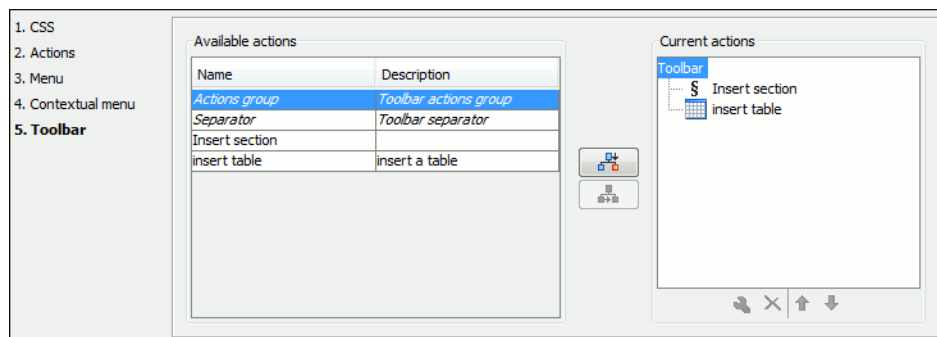 1. CSS
2. Actions
3. Menu
4. Contextual menu
5. Toolbar
Available actions
Name Description
Actions group Toolbar actions group
Separator Toolbar separator
Insert section
insert table insert a table
Current actions
Toolbar
§ Insert section
insert table